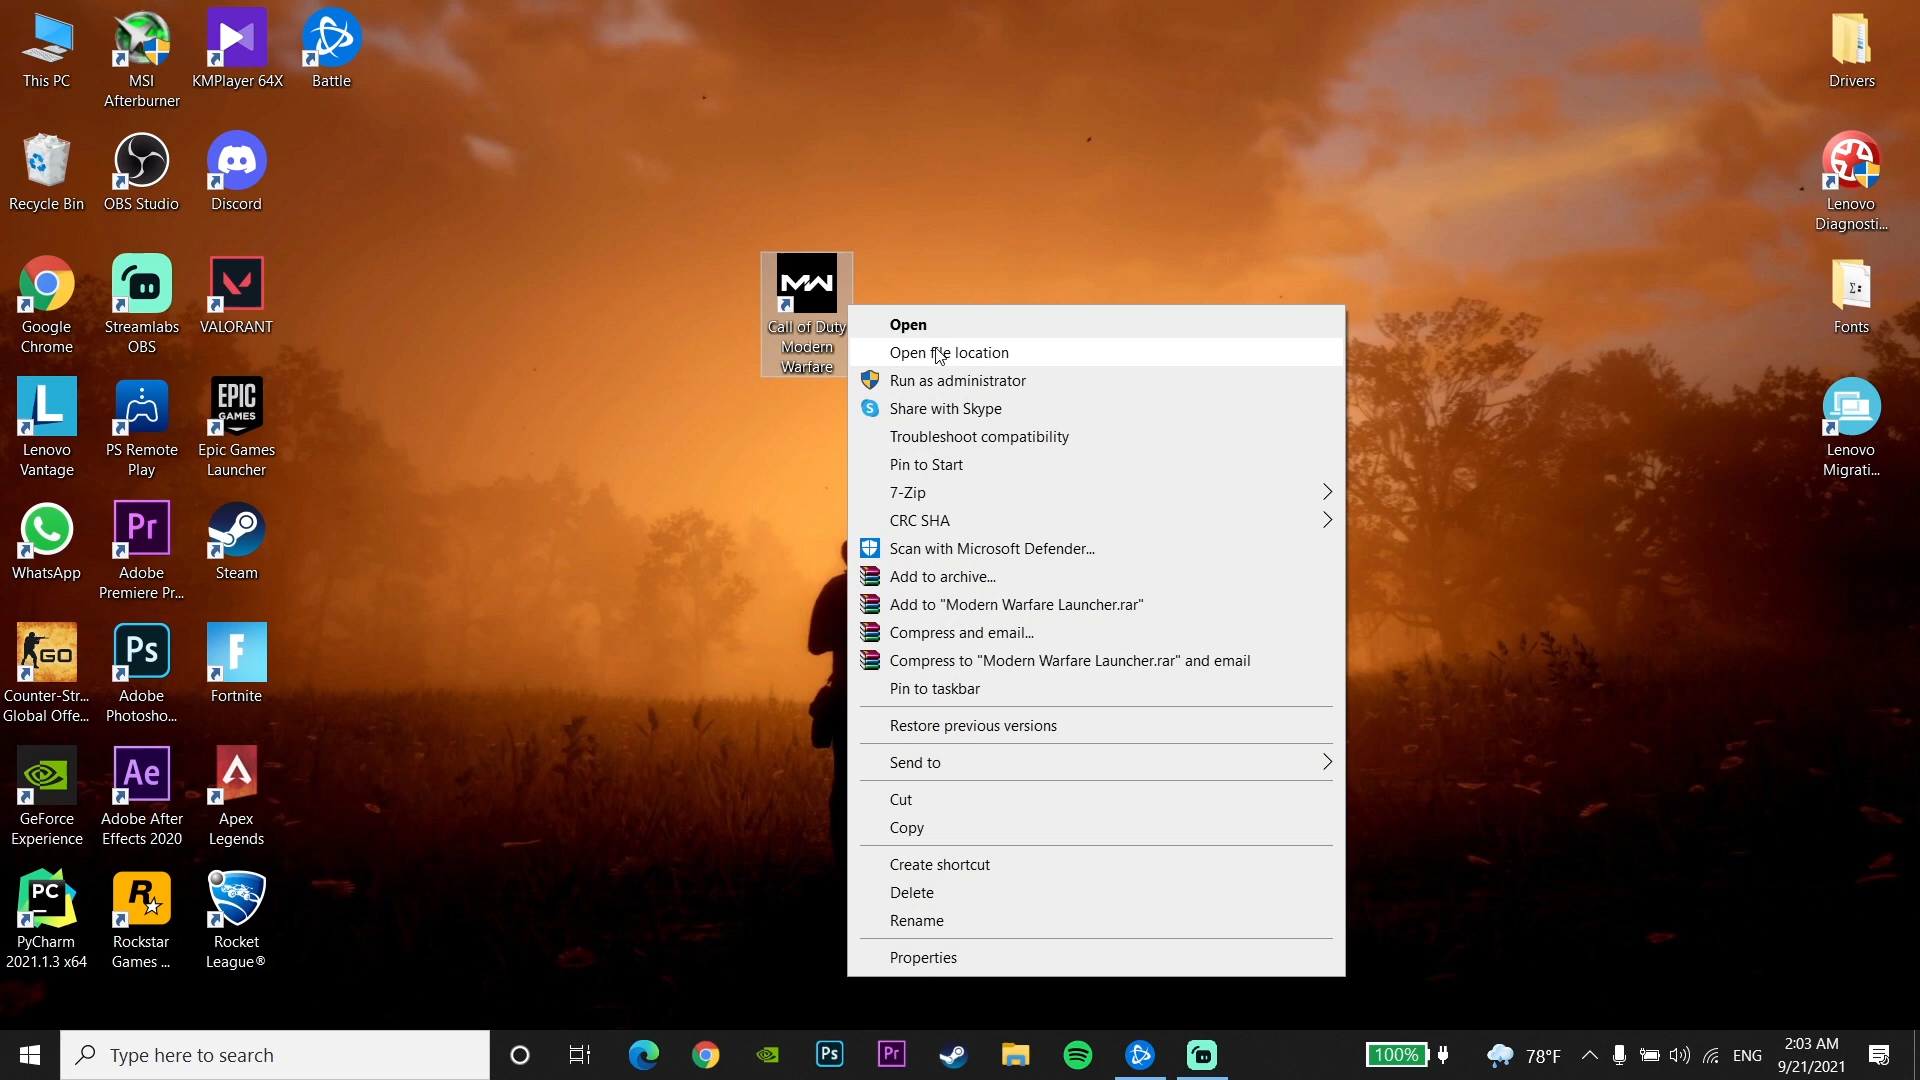 This PC
MSI
Afterburner
KMPlayer 64X
Battle
Recycle Bin
OBS Studio
Discord
Google
Chrome
Streamlabs
OBS
VALORANT
Lenovo
Vantage
PS Remote
Play
EPIC
GAMES
Epic Games
Launcher
WhatsApp
Pr
Adobe
Premiere Pr...
Steam
GO
Counter-Str...
Global Offe...
Ps
Adobe
Photosho...
F
Fortnite
GeForce
Experience
Ae
Adobe After
Effects 2020
Apex
Legends
PC
PyCharm
2021.1.3 x64
R
Rockstar
Games ...
Rocket
League®
MW
Call of Duty
Modern
Warfare
Open
Open file location
Run as administrator
Share with Skype
Troubleshoot compatibility
Pin to Start
7-Zip
CRC SHA
Scan with Microsoft Defender...
Add to archive...
Add to "Modern Warfare Launcher.rar"
Compress and email...
Compress to "Modern Warfare Launcher.rar" and email
Pin to taskbar
Restore previous versions
Send to
Cut
Copy
Create shortcut
Delete
Rename
Properties
Drivers
Lenovo
Diagnosti...
Fonts
Lenovo
Migrati...
Type here to search
Ps
Pr
100%
78°F
ENG
2:03 AM
9/21/2021